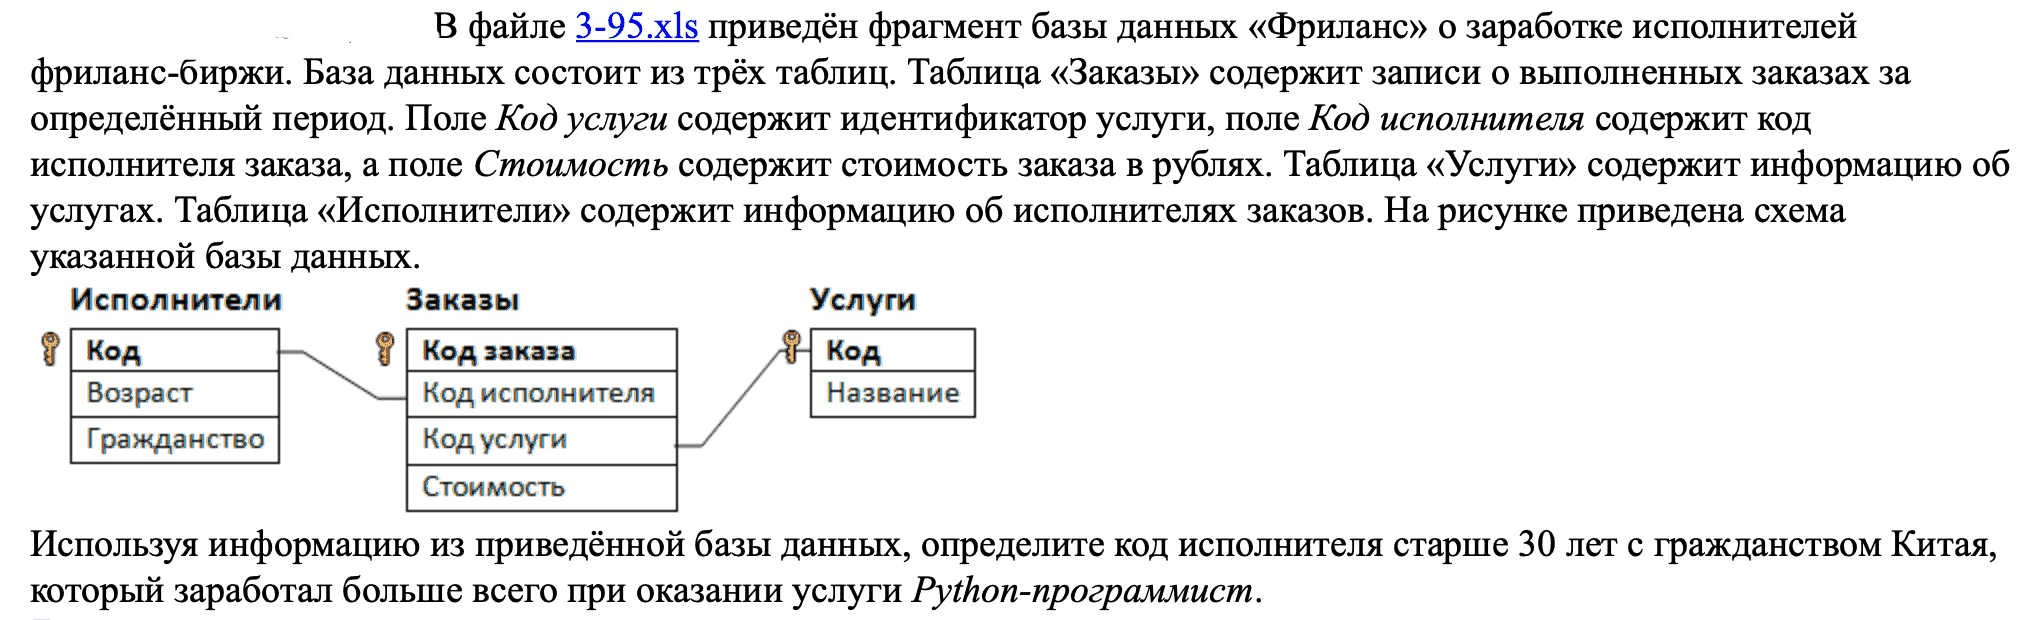 В файле 3-95.xls приведён фрагмент базы данных «Фриланс» о заработке исполнителей
фриланс-биржи. База данных состоит из трёх таблиц. Таблица «Заказы» содержит записи о выполненных заказах за
определённый период. Поле Код услуги содержит идентификатор услуги, поле Код исполнителя содержит код
исполнителя заказа, а поле Стоимость содержит стоимость заказа в рублях. Таблица «Услуги» содержит информацию об
услугах. Таблица «Исполнители» содержит информацию об исполнителях заказов. На рисунке приведена схема
указанной базы данных.
Исполнители
Код
Возраст
Гражданство
Заказы
Код заказа
Код исполнителя
Код услуги
Стоимость
Услуги
Код
Название
Используя информацию из приведённой базы данных, определите код исполнителя старше 30 лет с гражданством Китая,
который заработал больше всего при оказании услуги Python-программист.